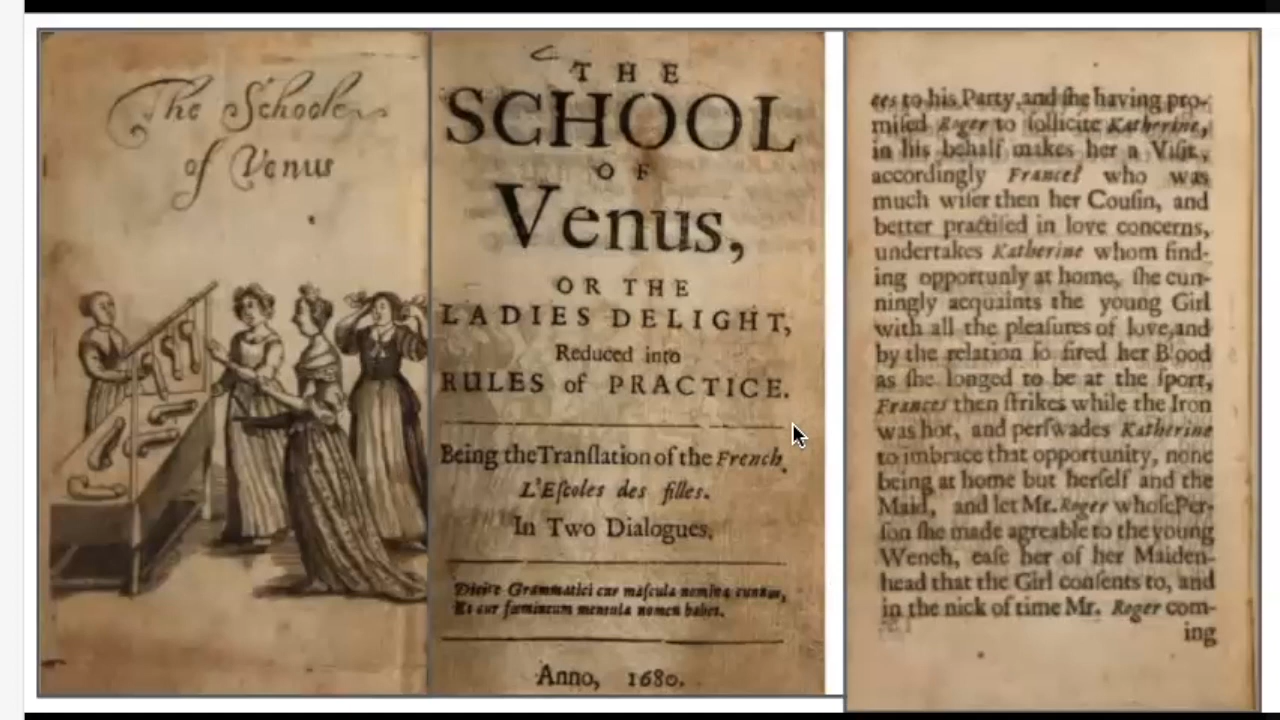 The Schoole
of Venus
THE
SCHOOL
OF
Venus,
OR THE
LADIES DELIGHT,
Reduced into
RULES of PRACTICE.
Being the Tranſlation of the French
L'Eſcoles des filles.
In Two Dialogues.
Dicite Grammatici cur maſcula nomina cunnus,
Et cur fæmineum mentula nomen habet.
Anno, 1680.
ees to his Party, and ſhe having pro-
miſed Roger to ſollicite Katherine,
in his behalf makes her a Viſit,
accordingly Frances who was
much wiſer then her Couſin, and
better practiſed in love concerns,
undertakes Katherine whom find-
ing opportunly at home, ſhe cun-
ningly acquaints the young Girl
with all the pleaſures of love, and
by the relation ſo fired her Blood
as ſhe longed to be at the ſport,
Frances then ſtrikes while the Iron
was hot, and perſwades Katherine
to imbrace that opportunity, none
being at home but herſelf and the
Maid, and let Mr. Roger whoſe Per-
ſon ſhe made agreable to the young
Wench, eaſe her of her Maiden-
head that the Girl conſents to, and
in the nick of time Mr. Roger com-
ing